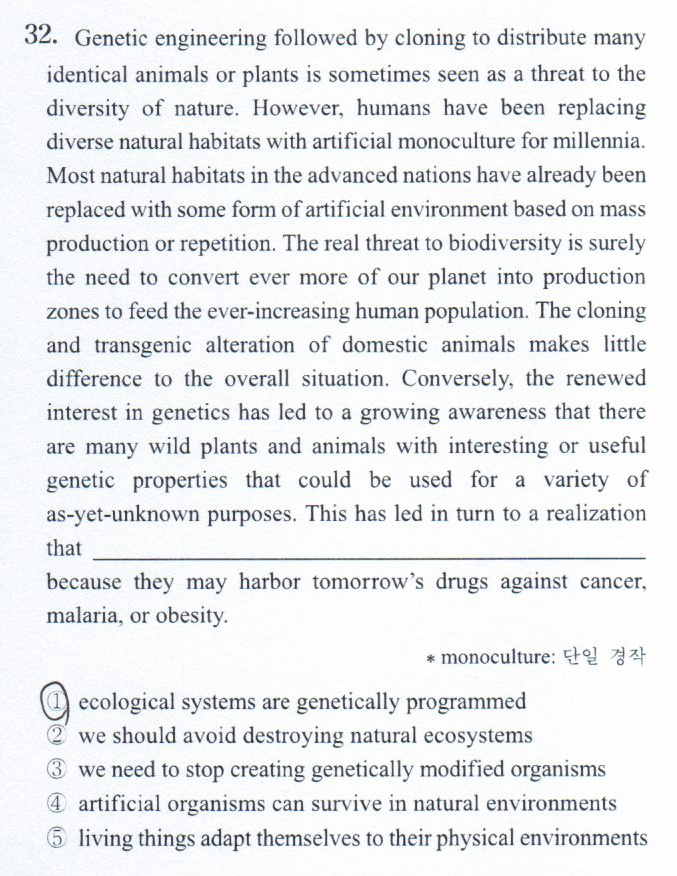 32. Genetic engineering followed by cloning to distribute many
identical animals or plants is sometimes seen as a threat to the
diversity of nature. However, humans have been replacing
diverse natural habitats with artificial monoculture for millennia.
Most natural habitats in the advanced nations have already been
replaced with some form of artificial environment based on mass
production or repetition. The real threat to biodiversity is surely
the need to convert ever more of our planet into production
zones to feed the ever-increasing human population. The cloning
and transgenic alteration of domestic animals makes little
difference to the overall situation. Conversely, the renewed
interest in genetics has led to a growing awareness that there
are many wild plants and animals with interesting or useful
genetic properties that could be used for a variety of
as-yet-unknown purposes. This has led in turn to a realization
that ____________________
because they may harbor tomorrow's drugs against cancer,
malaria, or obesity.
* monoculture: 단일 경작
① ecological systems are genetically programmed
② we should avoid destroying natural ecosystems
③ we need to stop creating genetically modified organisms
④ artificial organisms can survive in natural environments
⑤ living things adapt themselves to their physical environments